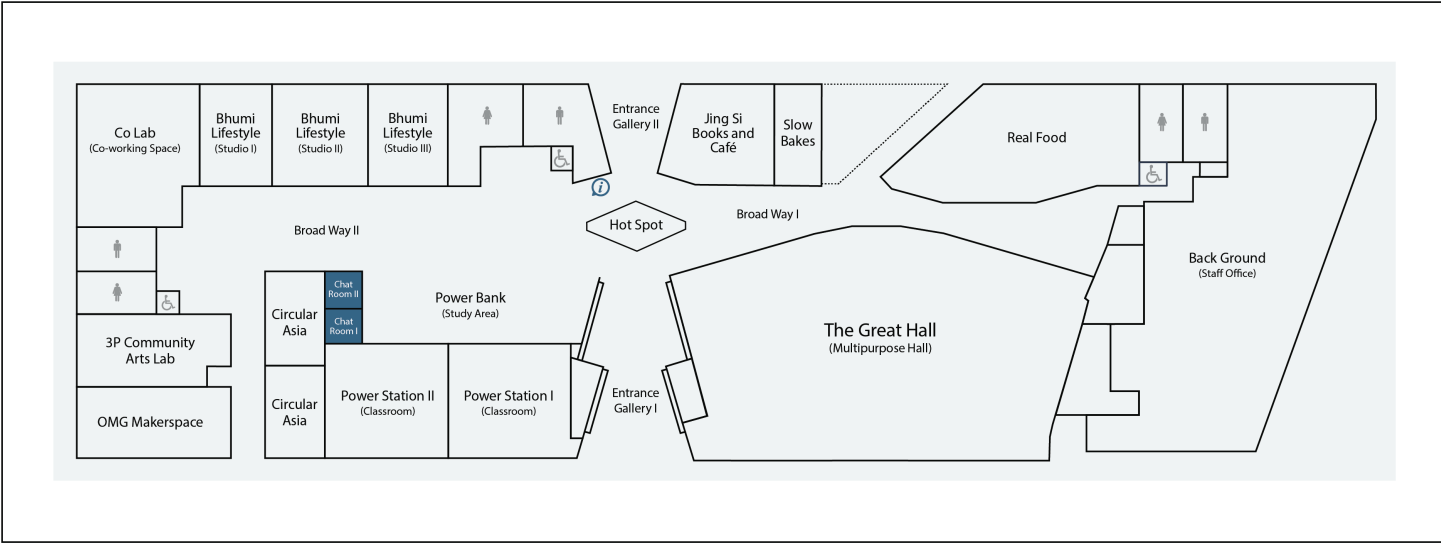 Co Lab
(Co-working Space)
Bhumi
Lifestyle
(Studio I)
Bhumi
Lifestyle
(Studio II)
Bhumi
Lifestyle
(Studio III)
Entrance
Gallery II
i
Jing Si
Books and
Café
Slow
Bakes
Real Food
Broad Way II
Hot Spot
Broad Way I
Back Ground
(Staff Office)
Circular
Asia
Chat
Room II
Chat
Room I
Power Bank
(Study Area)
The Great Hall
(Multipurpose Hall)
3P Community
Arts Lab
OMG Makerspace
Circular
Asia
Power Station II
(Classroom)
Power Station I
(Classroom)
Entrance
Gallery I